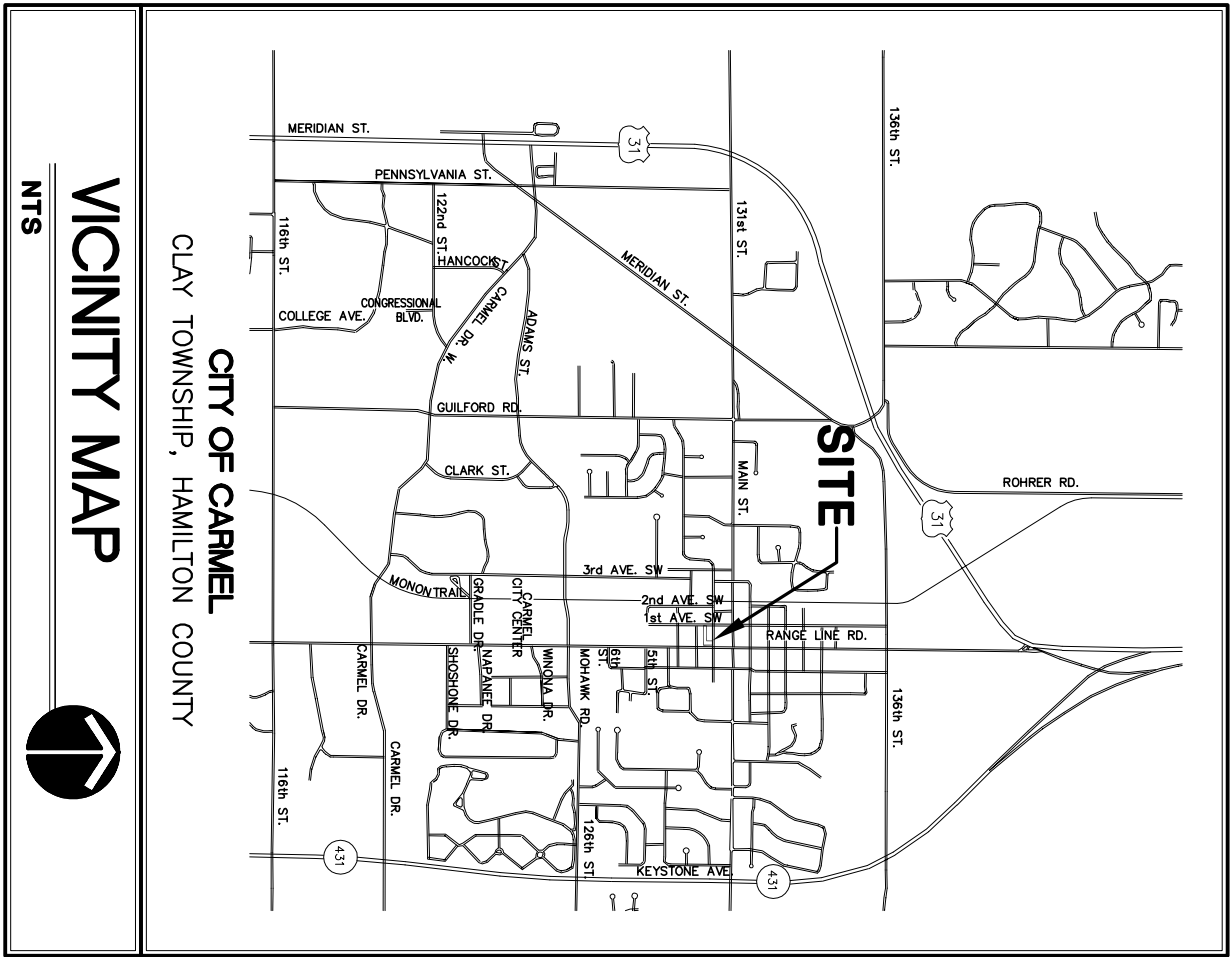 MERIDIAN ST.
31
136th ST.
PENNSYLVANIA ST.
116th ST.
122nd ST.
131st ST.
HANCOCK ST.
MERIDIAN ST.
COLLEGE AVE.
CONGRESSIONAL
BLVD.
CARMEL DR. W.
ADAMS ST.
GUILFORD RD.
SITE
CLARK ST.
MAIN ST.
ROHRER RD.
31
3rd AVE. SW
MONON TRAIL
GRADLE DR.
CARMEL
CITY CENTER
2nd AVE. SW
1st AVE. SW
RANGE LINE RD.
CARMEL DR.
SHOSHONE DR.
NAPANEE DR.
WINONA DR.
MOHAWK RD.
6th
ST.
5th ST.
136th ST.
CARMEL DR.
116th ST.
126th ST.
431
KEYSTONE AVE.
431
CITY OF CARMEL
CLAY TOWNSHIP, HAMILTON COUNTY
VICINITY MAP
NTS